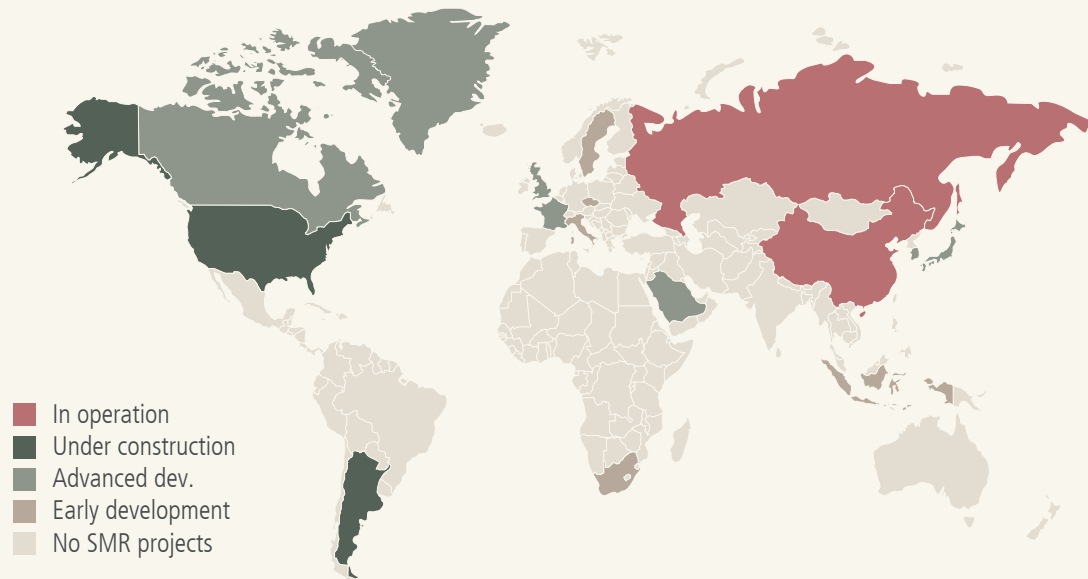 In operation
Under construction
Advanced dev.
Early development
No SMR projects